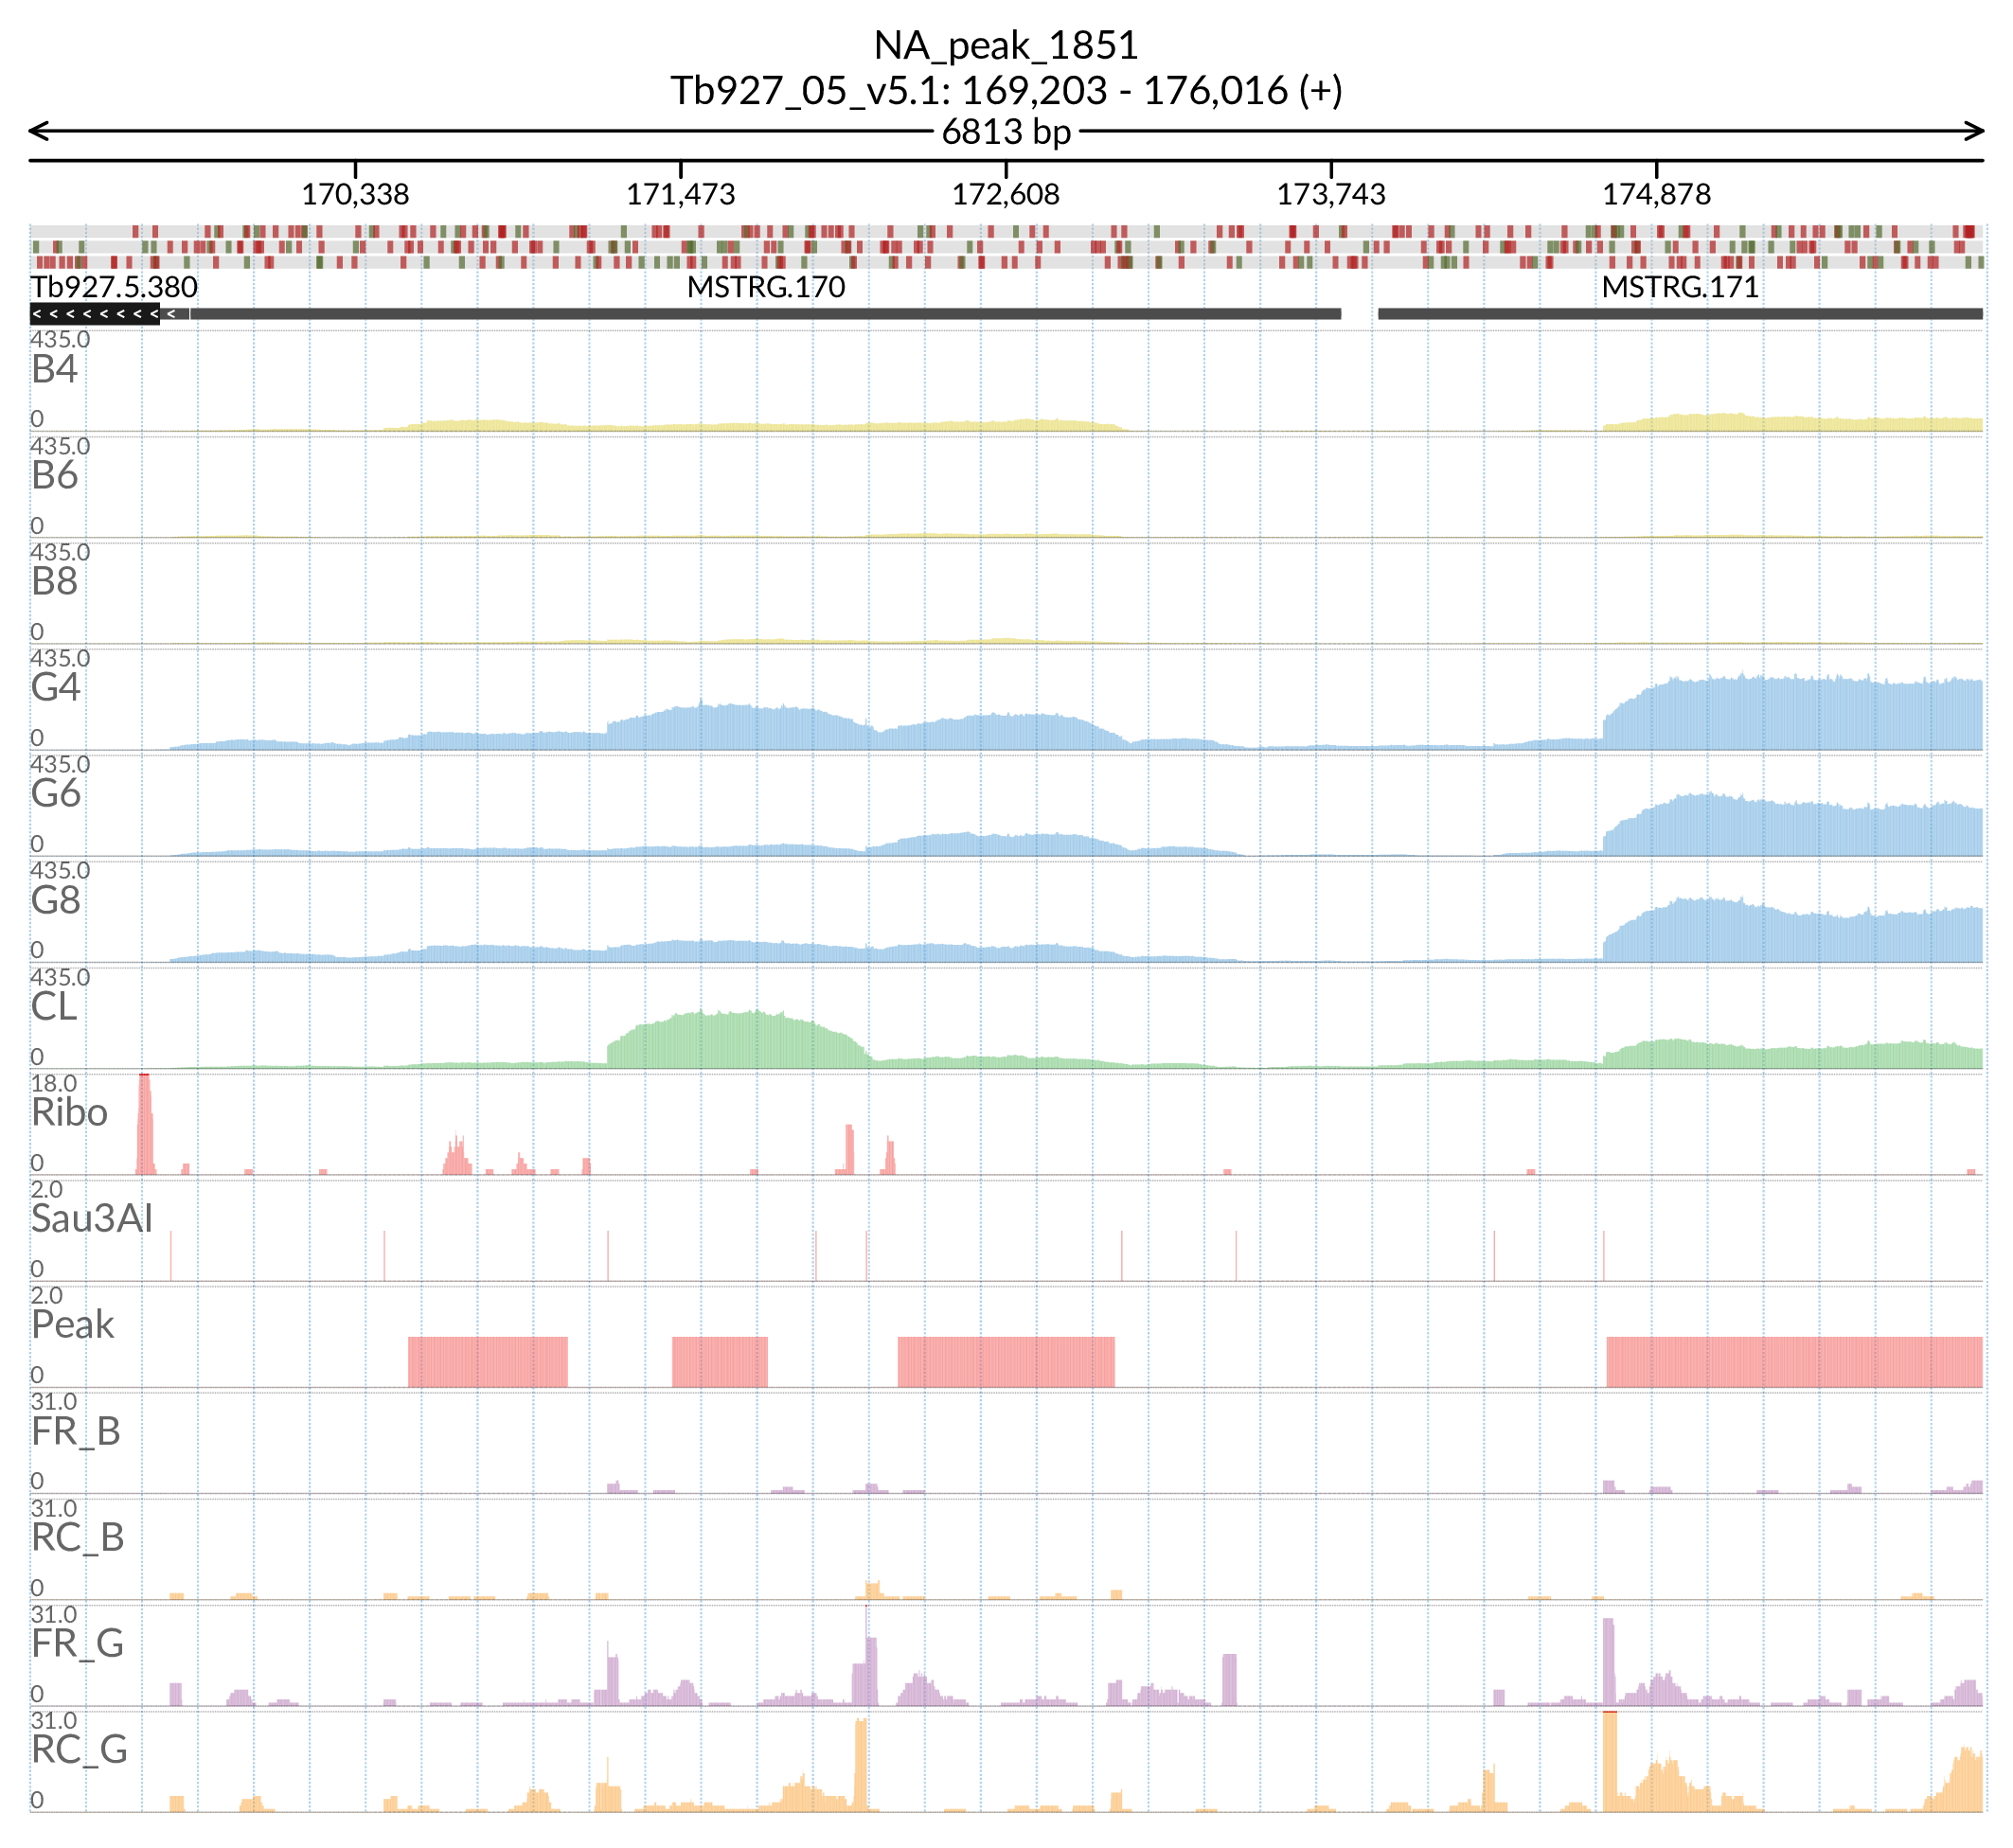 NA_peak_1851
Tb927_05_v5.1: 169,203 - 176,016 (+)
6813 bp
170,338 171,473 172,608 173,743 174,878
Tb927.5.380 MSTRG.170 MSTRG.171
< < < < < < < < <
435.0
B4
0
435.0
B6
0
435.0
B8
0
435.0
G4
0
435.0
G6
0
435.0
G8
0
435.0
CL
0
18.0
Ribo
0
2.0
Sau3AI
0
2.0
Peak
0
31.0
FR_B
0
31.0
RC_B
0
31.0
FR_G
0
31.0
RC_G
0